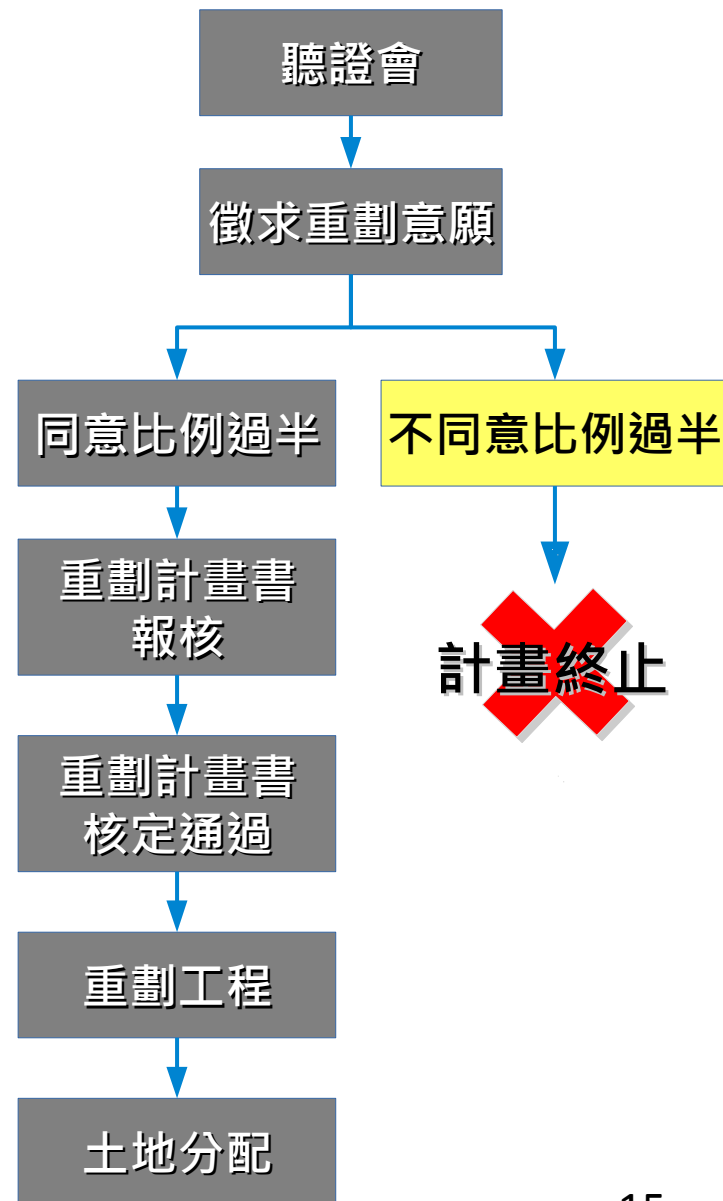 聽證會
徵求重劃意願
同意比例過半
不同意比例過半
重劃計畫書
報核
計畫終止
重劃計畫書
核定通過
重劃工程
土地分配
15